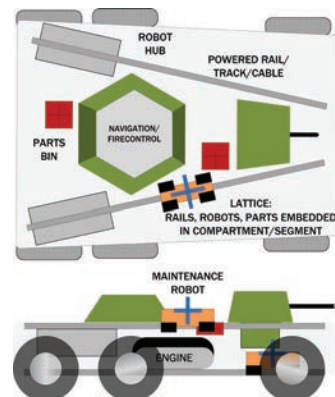 ROBOT
HUB
POWERED RAIL/
TRACK/CABLE
PARTS
BIN
NAVIGATION/
FIRECONTROL
LATTICE:
RAILS, ROBOTS, PARTS EMBEDDED
IN COMPARTMENT/SEGMENT
MAINTENANCE
ROBOT
ENGINE